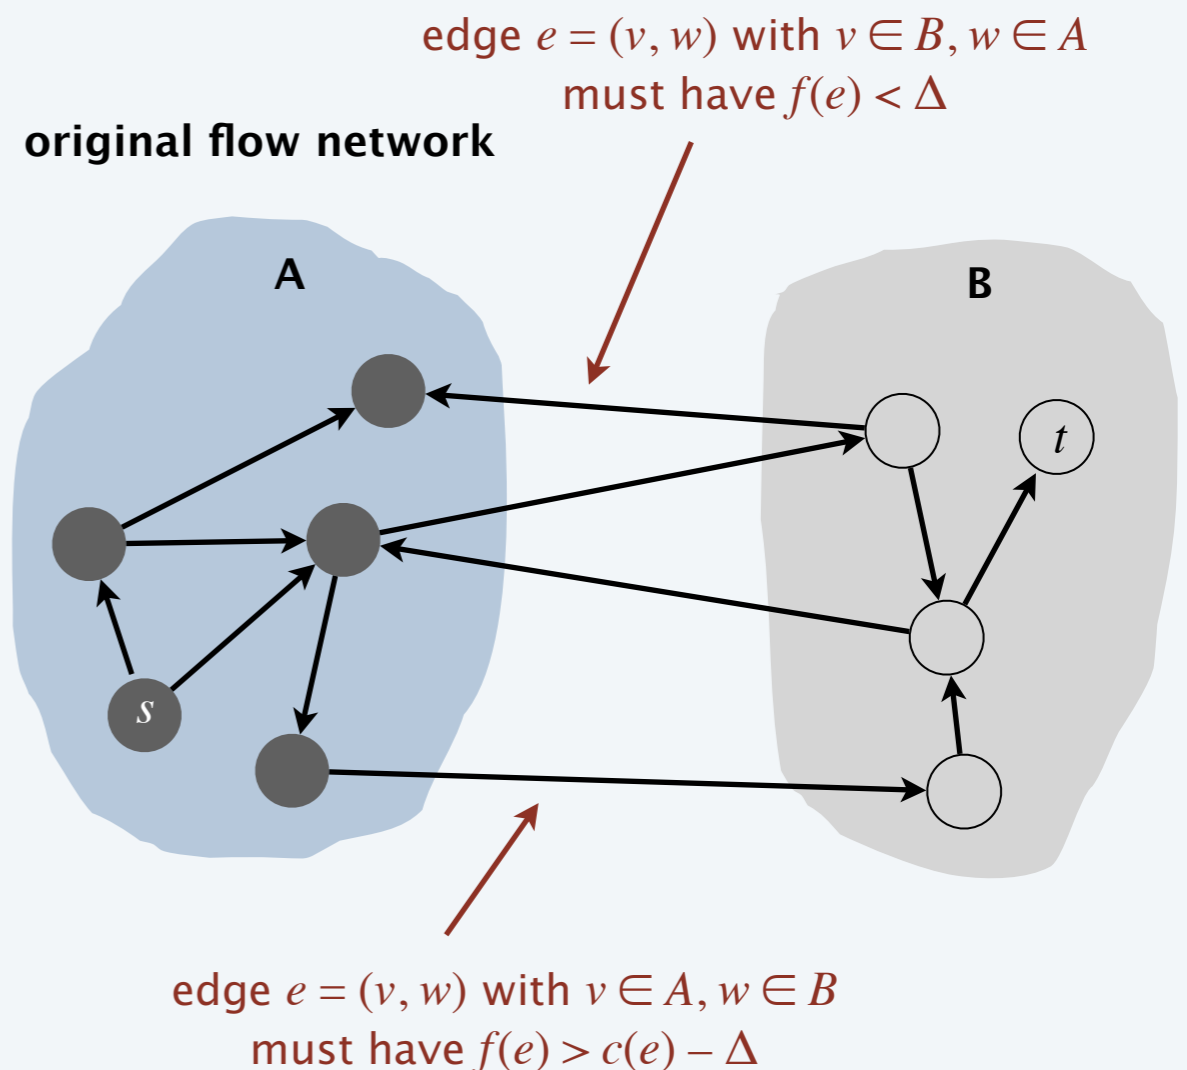 edge e = (v, w) with v ∈ B, w ∈ A
must have f(e) < Δ
original flow network
A
B
t
s
edge e = (v, w) with v ∈ A, w ∈ B
must have f(e) > c(e) – Δ